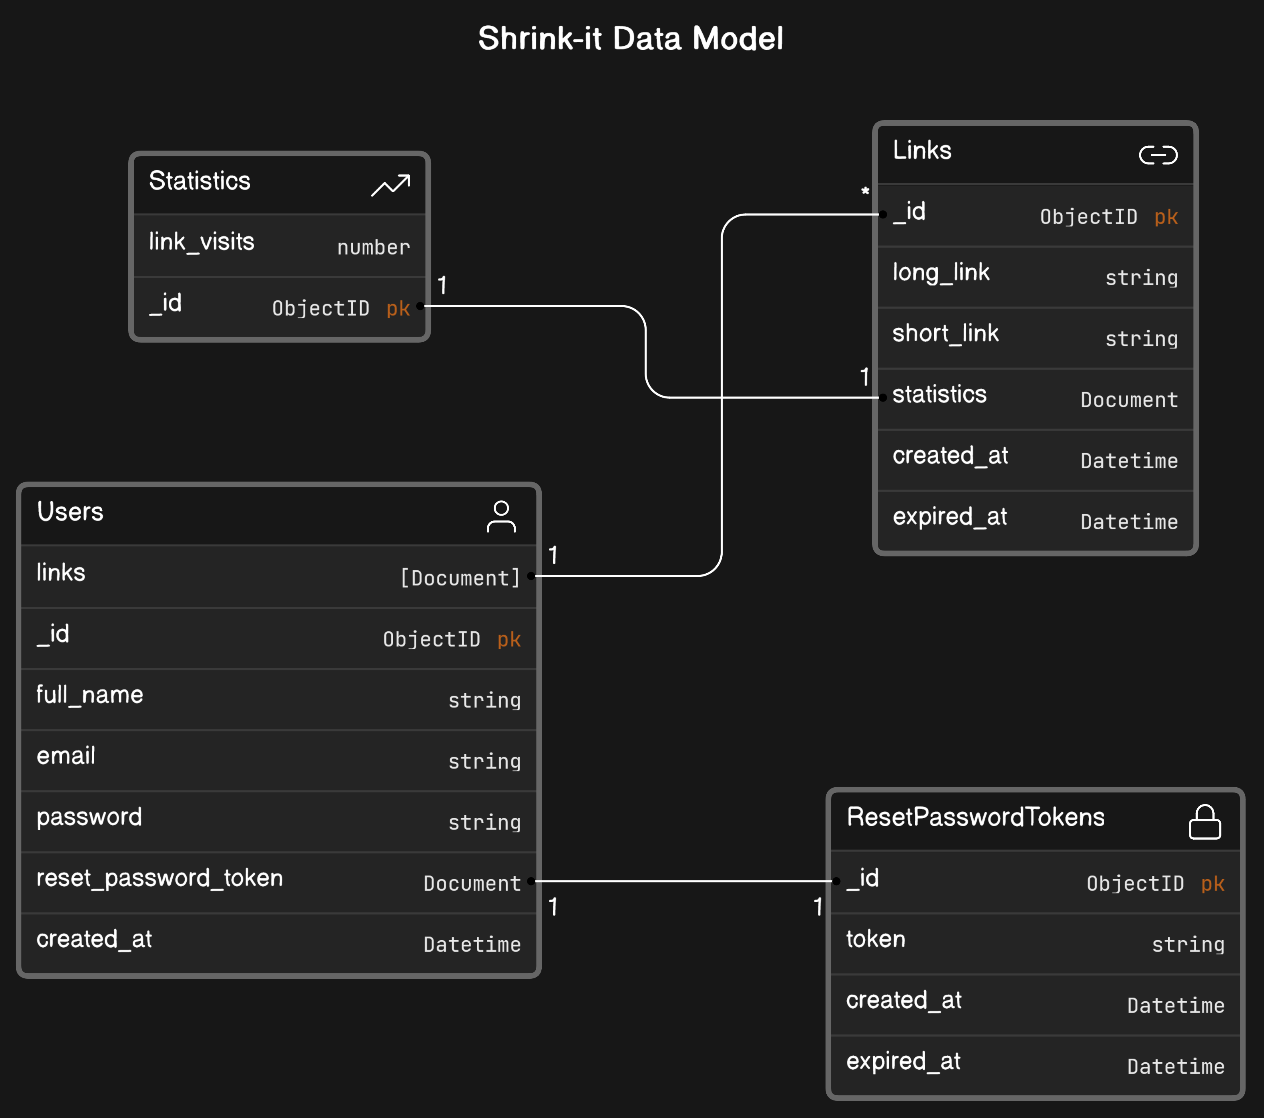 Shrink-it Data Model
Statistics
link_visits number
_id ObjectID pk
1
Links
*
_id ObjectID pk
long_link string
short_link string
1
statistics Document
created_at Datetime
expired_at Datetime
Users
1
links [Document]
_id ObjectID pk
full_name string
email string
password string
reset_password_token Document
1
created_at Datetime
ResetPasswordTokens
_id ObjectID pk
1
token string
created_at Datetime
expired_at Datetime